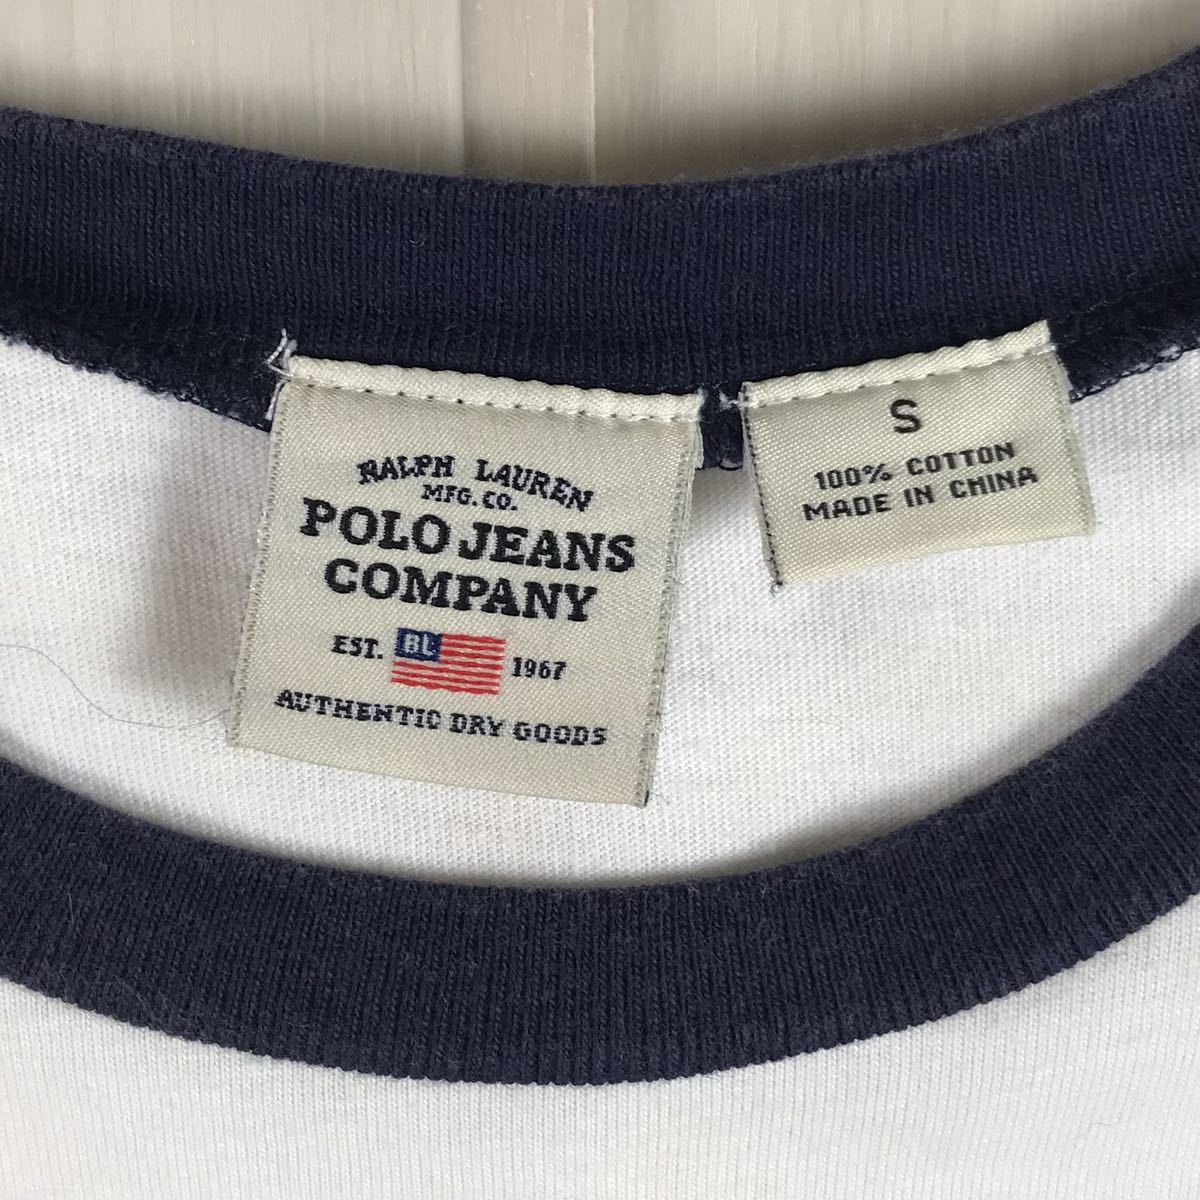 RALPH LAUREN
MFG. CO.
POLO JEANS
COMPANY
EST. RL 1967
AUTHENTIC DRY GOODS
S
100% COTTON
MADE IN CHINA